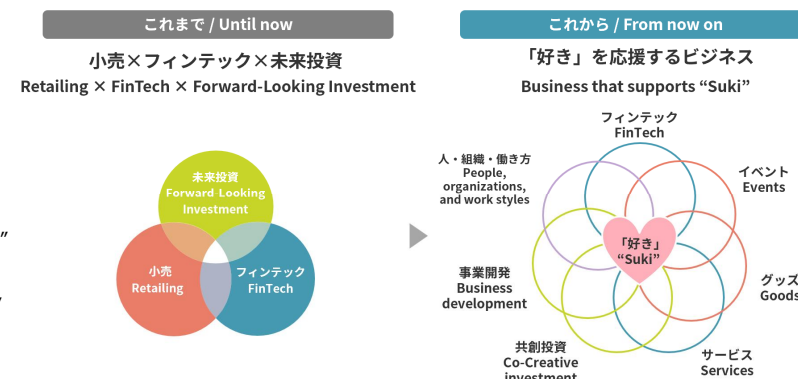 これまで / Until now
小売×フィンテック×未来投資
Retailing × FinTech × Forward-Looking Investment
未来投資
Forward Looking
Investment
小売
Retailing
フィンテック
FinTech
これから / From now on
「好き」を応援するビジネス
Business that supports “Suki”
フィンテック
FinTech
人・組織・働き方
People,
organizations,
and work styles
イベント
Events
「好き」
“Suki”
事業開発
Business
development
グッズ
Goods
共創投資
Co-Creative
investment
サービス
Services